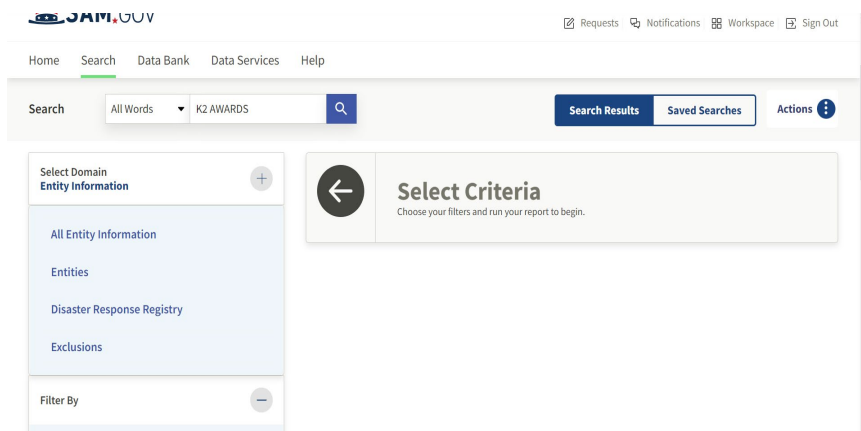 SAM.GOV
Requests Notifications Workspace Sign Out
Home Search Data Bank Data Services Help
Search All Words K2 AWARDS Search Results Saved Searches Actions
Select Domain
Entity Information
All Entity Information
Entities
Disaster Response Registry
Exclusions
Filter By
Select Criteria
Choose your filters and run your report to begin.